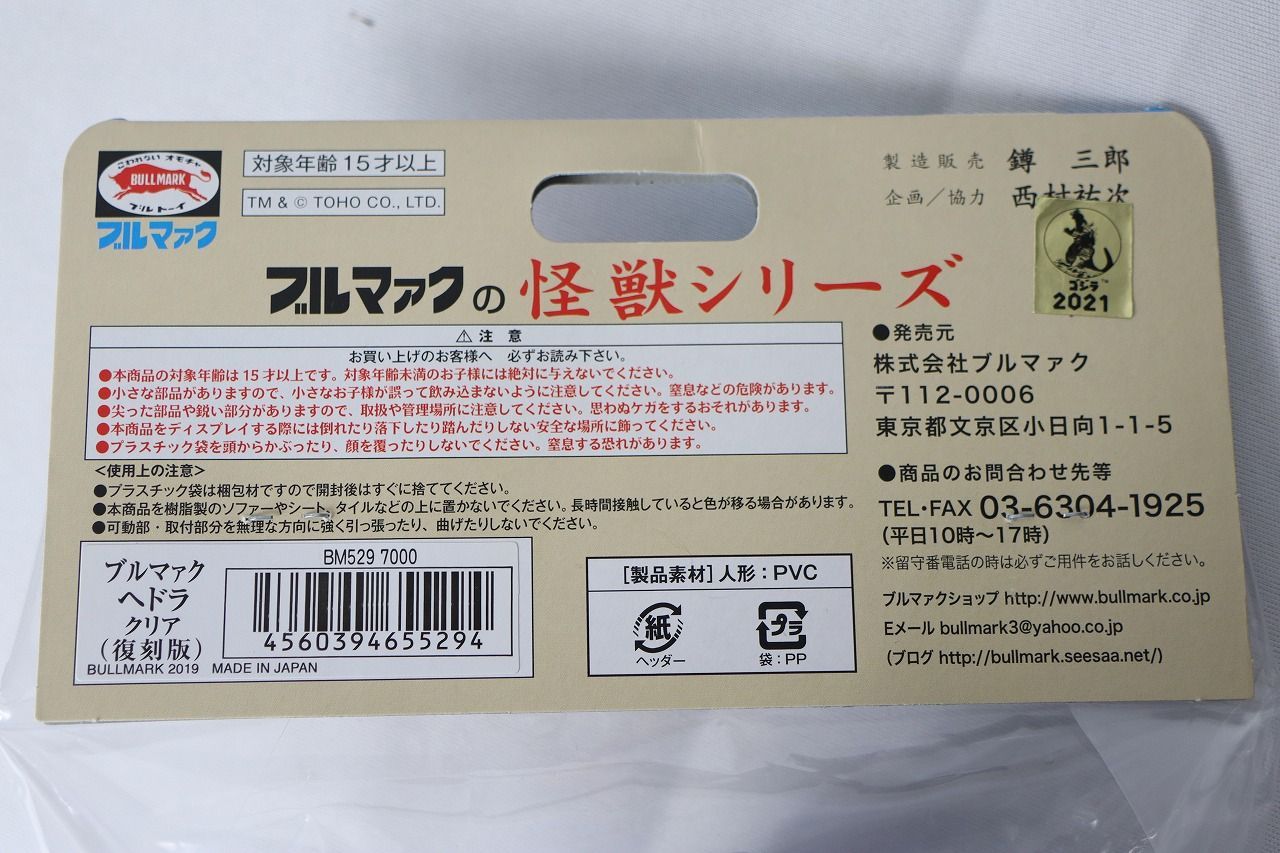 こわれない オモチャ
BULLMARK
ブルトーイ
ブルマァク
対象年齢15才以上
TM & © TOHO CO., LTD.
製造販売 鐏 三郎
企画／協力 西村祐次
ゴジラ™
2021
ブルマァクの怪獣シリーズ
⚠注 意
お買い上げのお客様へ 必ずお読み下さい。
●本商品の対象年齢は15才以上です。対象年齢未満のお子様には絶対に与えないでください。
●小さな部品がありますので、小さなお子様が誤って飲み込まないように注意してください。窒息などの危険があります。
●尖った部品や鋭い部分がありますので、取扱や管理場所に注意してください。思わぬケガをするおそれがあります。
●本商品をディスプレイする際には倒れたり落下したり踏んだりしない安全な場所に飾ってください。
●プラスチック袋を頭からかぶったり、顔を覆ったりしないでください。窒息する恐れがあります。
<使用上の注意>
●プラスチック袋は梱包材ですので開封後はすぐに捨ててください。
●本商品を樹脂製のソファーやシート、タイルなどの上に置かないでください。長時間接触していると色が移る場合があります。
●可動部・取付部分を無理な方向に強く引っ張ったり、曲げたりしないでください。
●発売元
株式会社ブルマァク
〒112-0006
東京都文京区小日向1-1-5
●商品のお問合わせ先等
TEL・FAX 03-6304-1925
(平日10時～17時)
※留守番電話の時は必ずご用件をお話しください。
ブルマァクショップ http://www.bullmark.co.jp
Eメール bullmark3@yahoo.co.jp
(ブログ http://bullmark.seesaa.net/)
ブルマァク
ヘドラ
クリア
(復刻版)
BM529 7000
4560394655294
BULLMARK 2019 MADE IN JAPAN
[製品素材] 人形：PVC
紙
ヘッダー
プラ
袋：PP